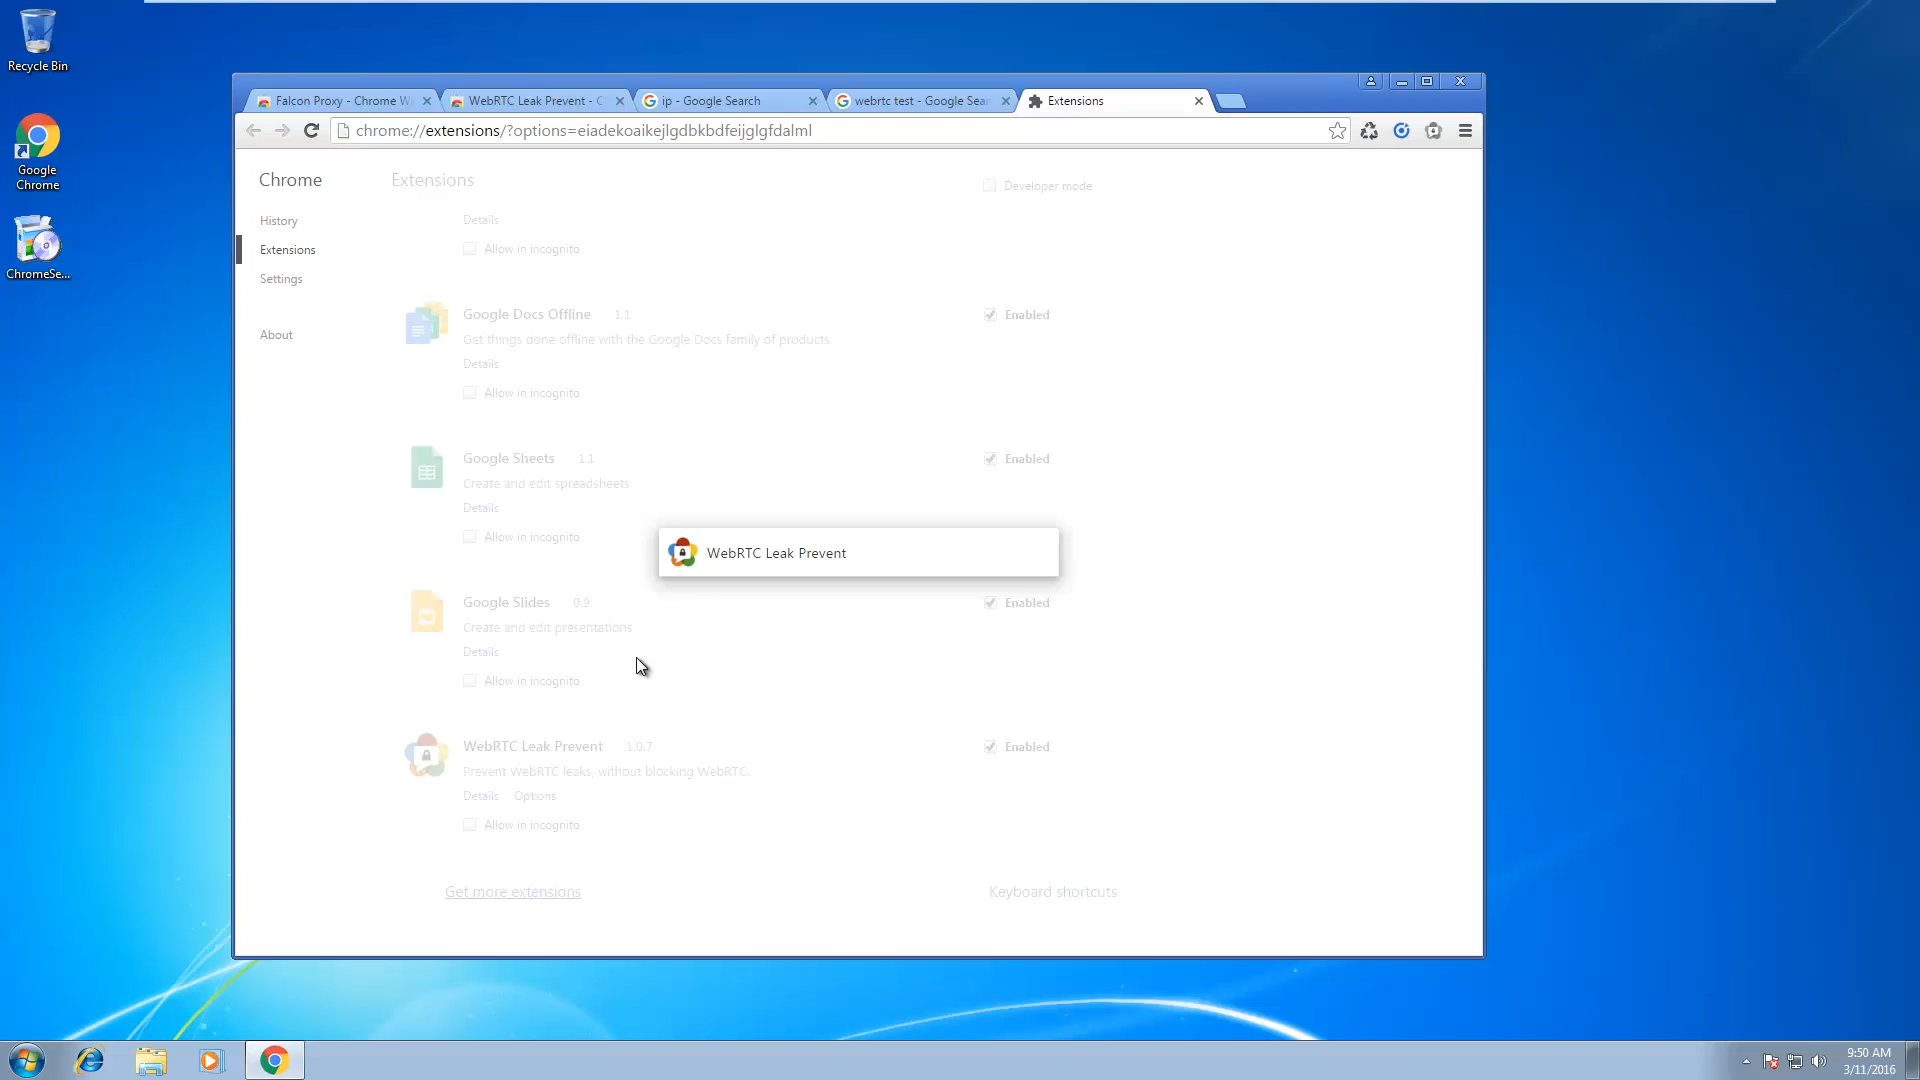 Recycle Bin
Google
Chrome
ChromeSe...
Falcon Proxy - Chrome W
WebRTC Leak Prevent - C
ip - Google Search
webrtc test - Google Sear
Extensions
chrome://extensions/?options=eiadekoaikejlgdbkbdfeijglgfdalml
Chrome
History
Extensions
Settings
About
Extensions
Developer mode
Details
Allow in incognito
Google Docs Offline 1.1
Enabled
Get things done offline with the Google Docs family of products.
Details
Allow in incognito
Google Sheets 1.1
Enabled
Create and edit spreadsheets
Details
Allow in incognito
WebRTC Leak Prevent
Google Slides 0.9
Enabled
Create and edit presentations
Details
Allow in incognito
WebRTC Leak Prevent 1.0.7
Enabled
Prevent WebRTC leaks, without blocking WebRTC.
Details Options
Allow in incognito
Get more extensions
Keyboard shortcuts
9:50 AM
3/11/2016